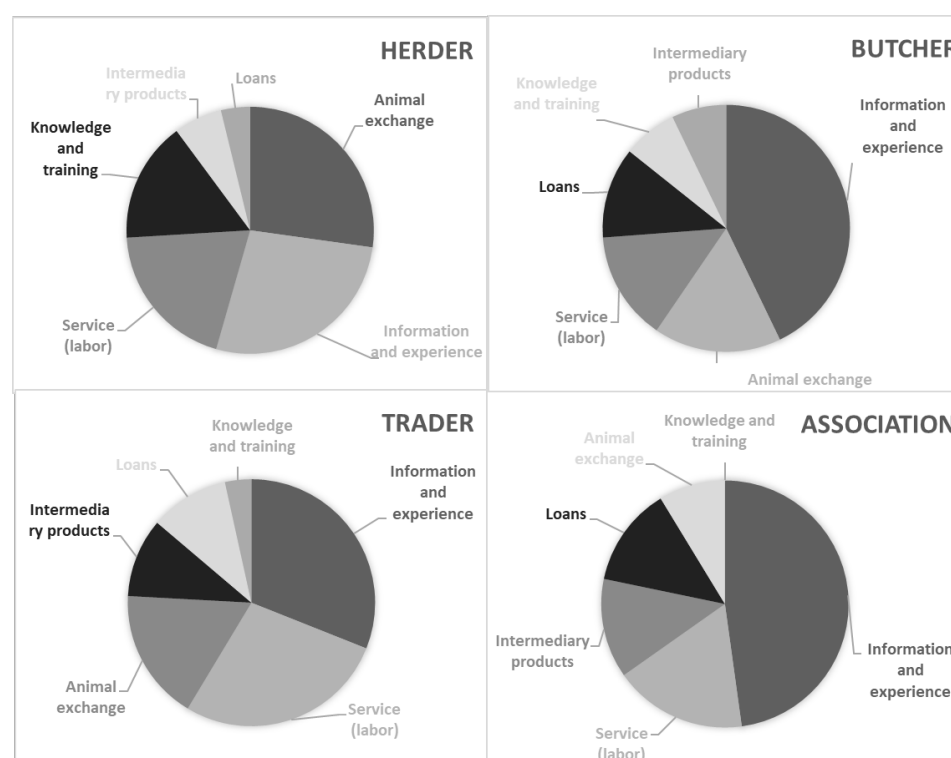 HERDER
Intermedia
ry products
Loans
Animal
exchange
Knowledge
and
training
Service
(labor)
Information
and experience
BUTCHER
Intermediary
products
Knowledge
and training
Information
and
experience
Loans
Service
(labor)
Animal exchange
TRADER
Knowledge
and training
Loans
Information
and
experience
Intermedia
ry products
Animal
exchange
Service
(labor)
ASSOCIATION
Knowledge and
training
Animal
exchange
Loans
Intermediary
products
Information
and
experience
Service
(labor)